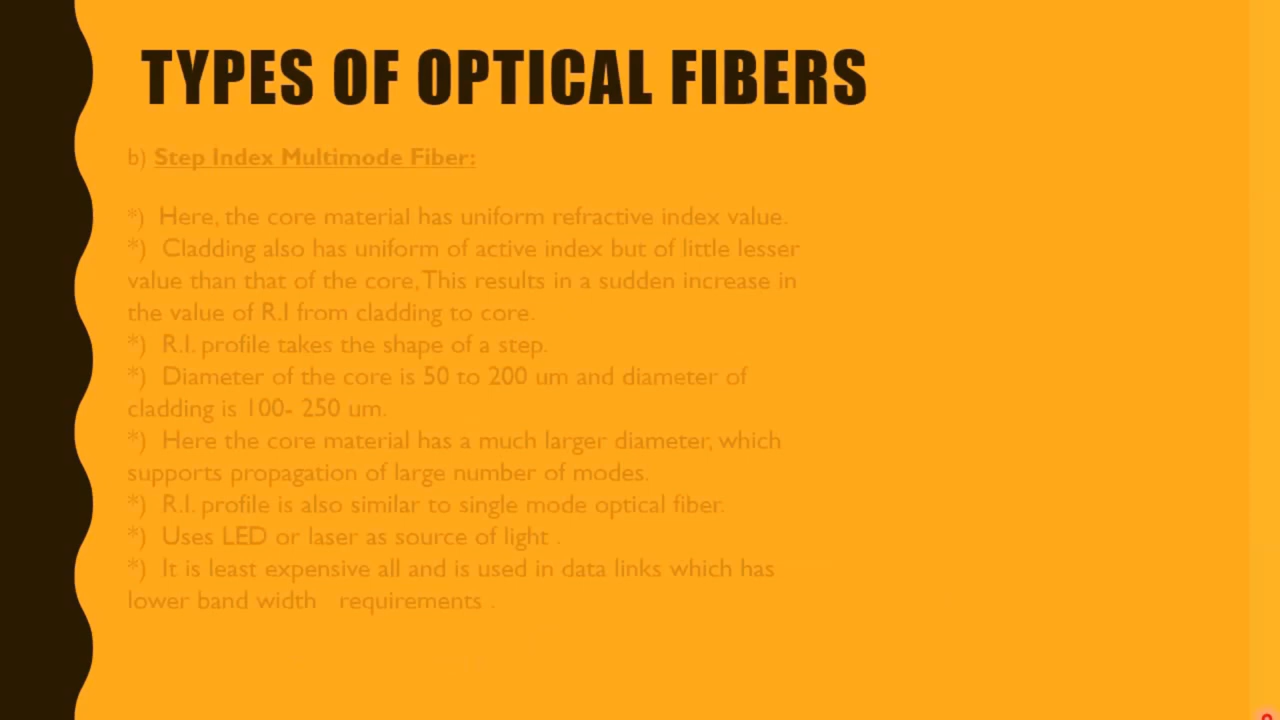 TYPES OF OPTICAL FIBERS
b) Step Index Multimode Fiber:
*) Here, the core material has uniform refractive index value.
*) Cladding also has uniform of active index but of little lesser
value than that of the core, This results in a sudden increase in
the value of R.I from cladding to core.
*) R.I. profile takes the shape of a step.
*) Diameter of the core is 50 to 200 um and diameter of
cladding is 100- 250 um.
*) Here the core material has a much larger diameter, which
supports propagation of large number of modes.
*) R.I. profile is also similar to single mode optical fiber.
*) Uses LED or laser as source of light .
*) It is least expensive all and is used in data links which has
lower band width requirements .